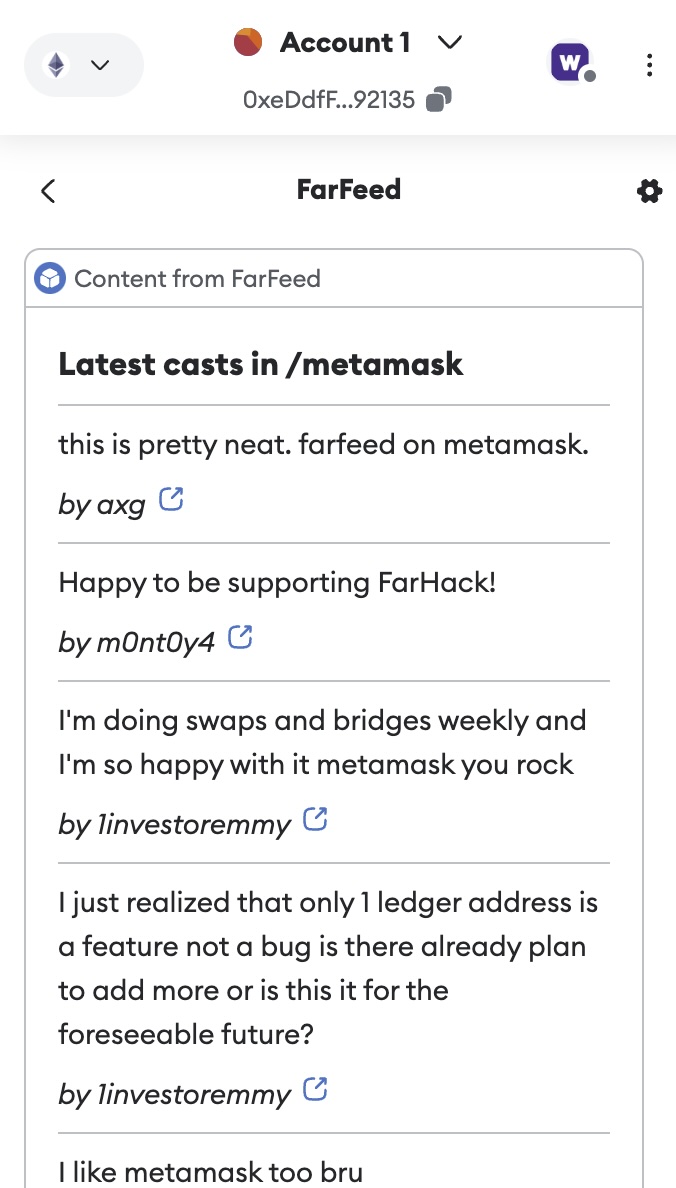 Account 1
0xeDdfF...92135
W
FarFeed
Content from FarFeed
Latest casts in /metamask
this is pretty neat. farfeed on metamask.
by axg
Happy to be supporting FarHack!
by m0nt0y4
I'm doing swaps and bridges weekly and
I'm so happy with it metamask you rock
by 1investoremmy
I just realized that only 1 ledger address is
a feature not a bug is there already plan
to add more or is this it for the
foreseeable future?
by 1investoremmy
I like metamask too bru